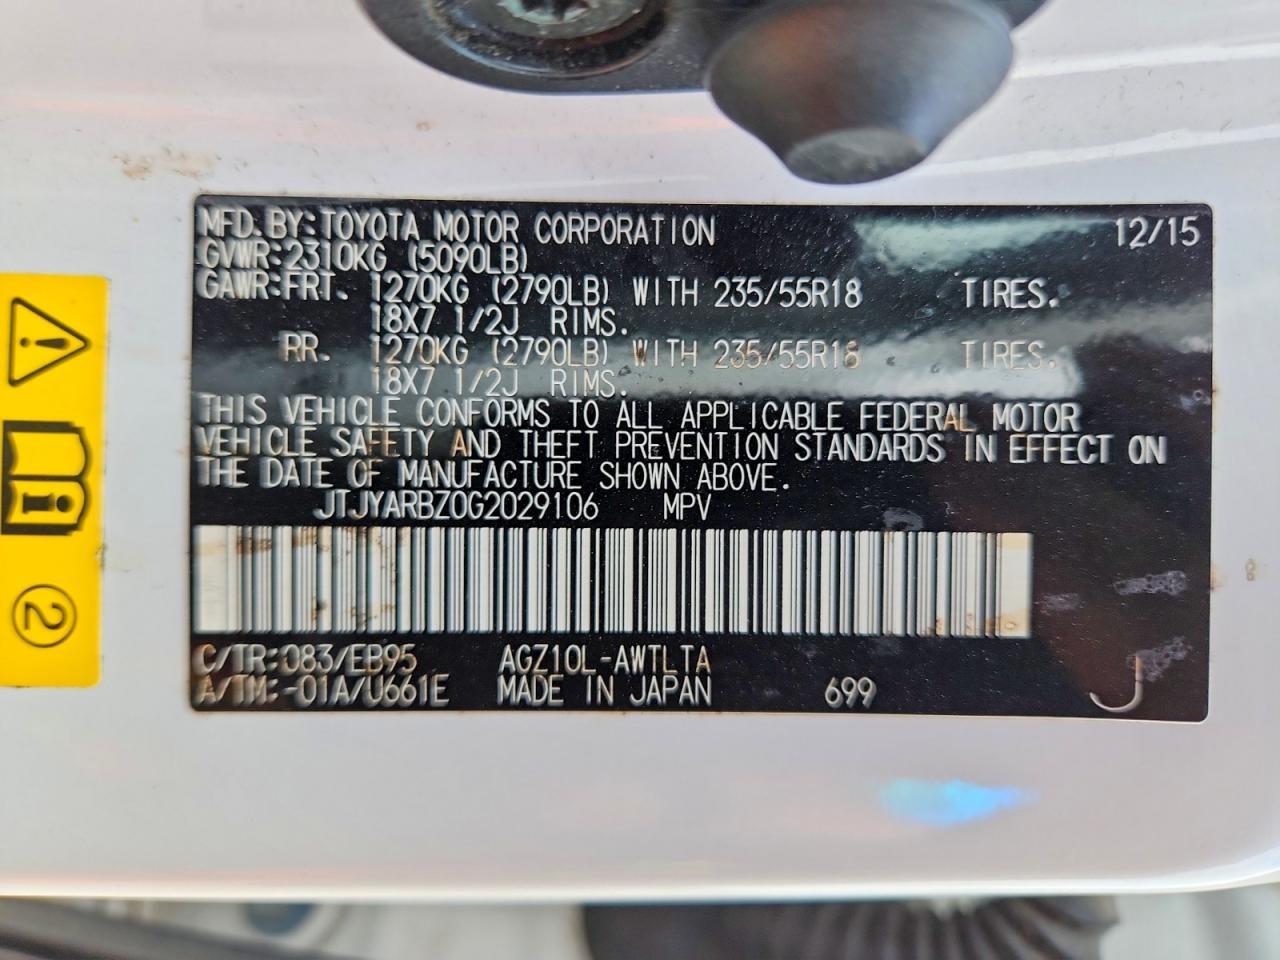 MFD.BY:TOYOTA MOTOR CORPORATION 12/15
GVWR:2310KG (5090LB)
GAWR:FRT. 1270KG (2790LB) WITH 235/55R18 TIRES.
18X7 1/2J RIMS.
RR. 1270KG (2790LB) WITH 235/55R18 TIRES.
18X7 1/2J RIMS.
THIS VEHICLE CONFORMS TO ALL APPLICABLE FEDERAL MOTOR
VEHICLE SAFETY AND THEFT PREVENTION STANDARDS IN EFFECT ON
THE DATE OF MANUFACTURE SHOWN ABOVE.
JTJYARBZ0G2029106 MPV
C/TR:083/EB95 AGZ10L-AWTLTA
A/TM:-01A/U661E MADE IN JAPAN 699 J
i
2